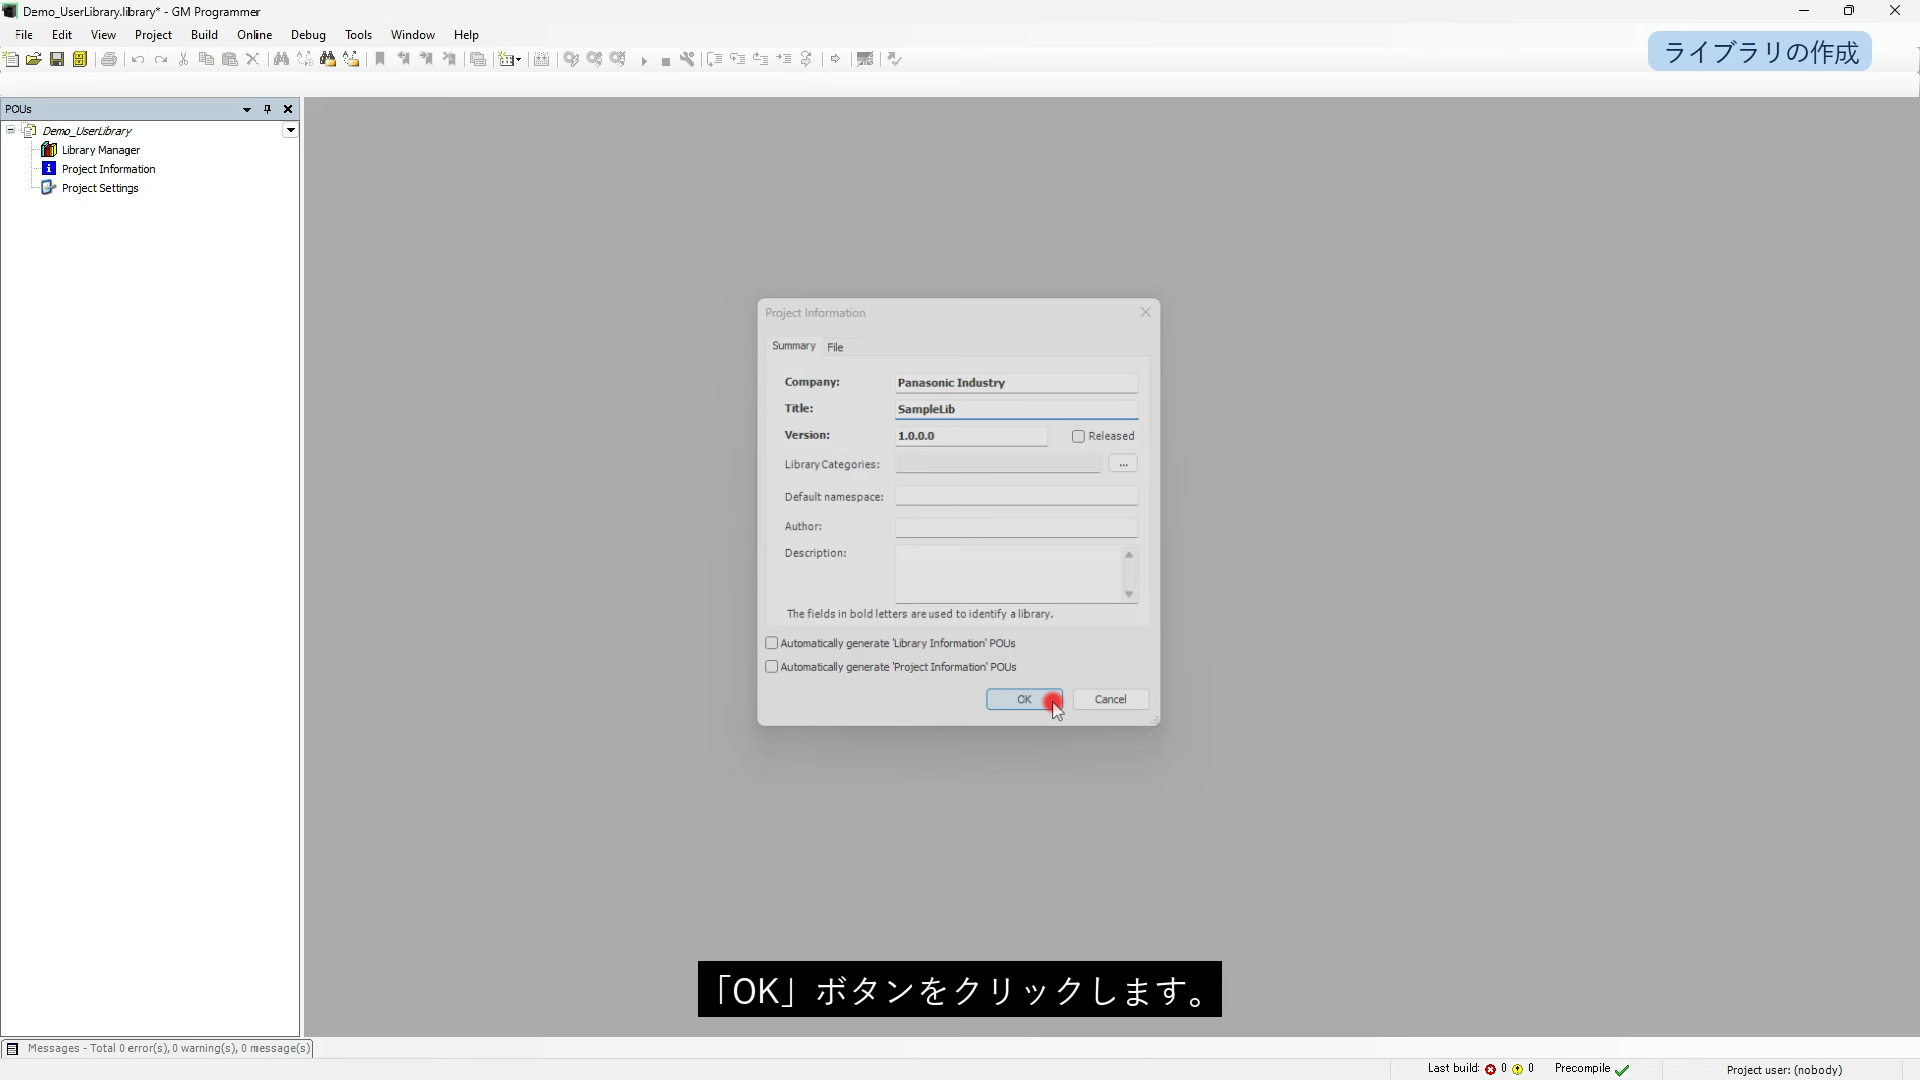 Demo_UserLibrary.library* - GM Programmer
File Edit View Project Build Online Debug Tools Window Help
ライブラリの作成
POUs
Demo_UserLibrary
Library Manager
Project Information
Project Settings
Project Information
Summary File
Company: Panasonic Industry
Title: SampleLib
Version: 1.0.0.0 Released
Library Categories: ...
Default namespace:
Author:
Description:
The fields in bold letters are used to identify a library.
Automatically generate 'Library Information' POUs
Automatically generate 'Project Information' POUs
OK Cancel
「OK」ボタンをクリックします。
Messages - Total 0 error(s), 0 warning(s), 0 message(s)
Last build: 0 0 Precompile Project user: (nobody)